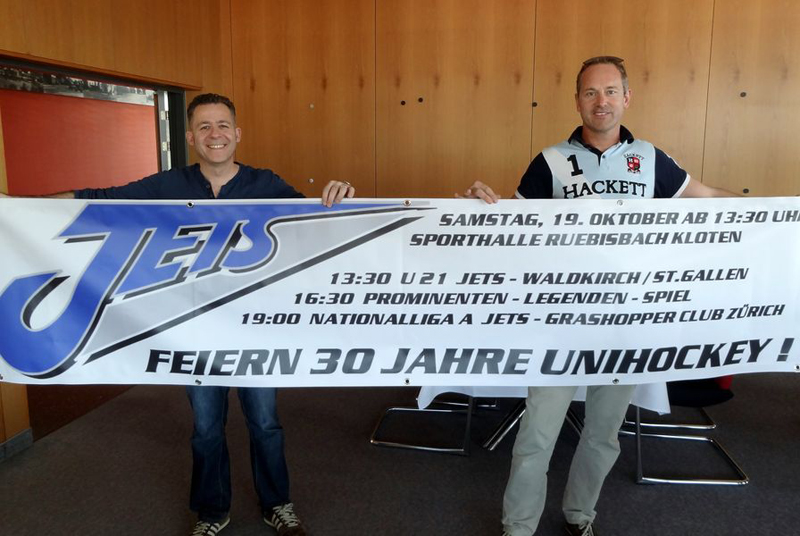 JETS
SAMSTAG, 19. OKTOBER AB 13:30 UHR
SPORTHALLE RUEBISBACH KLOTEN
13:30 U21 JETS - WALDKIRCH / ST.GALLEN
16:30 PROMINENTEN - LEGENDEN - SPIEL
19:00 NATIONALLIGA A JETS - GRASHOPPER CLUB ZÜRICH
FEIERN 30 JAHRE UNIHOCKEY !
1
HACKETT